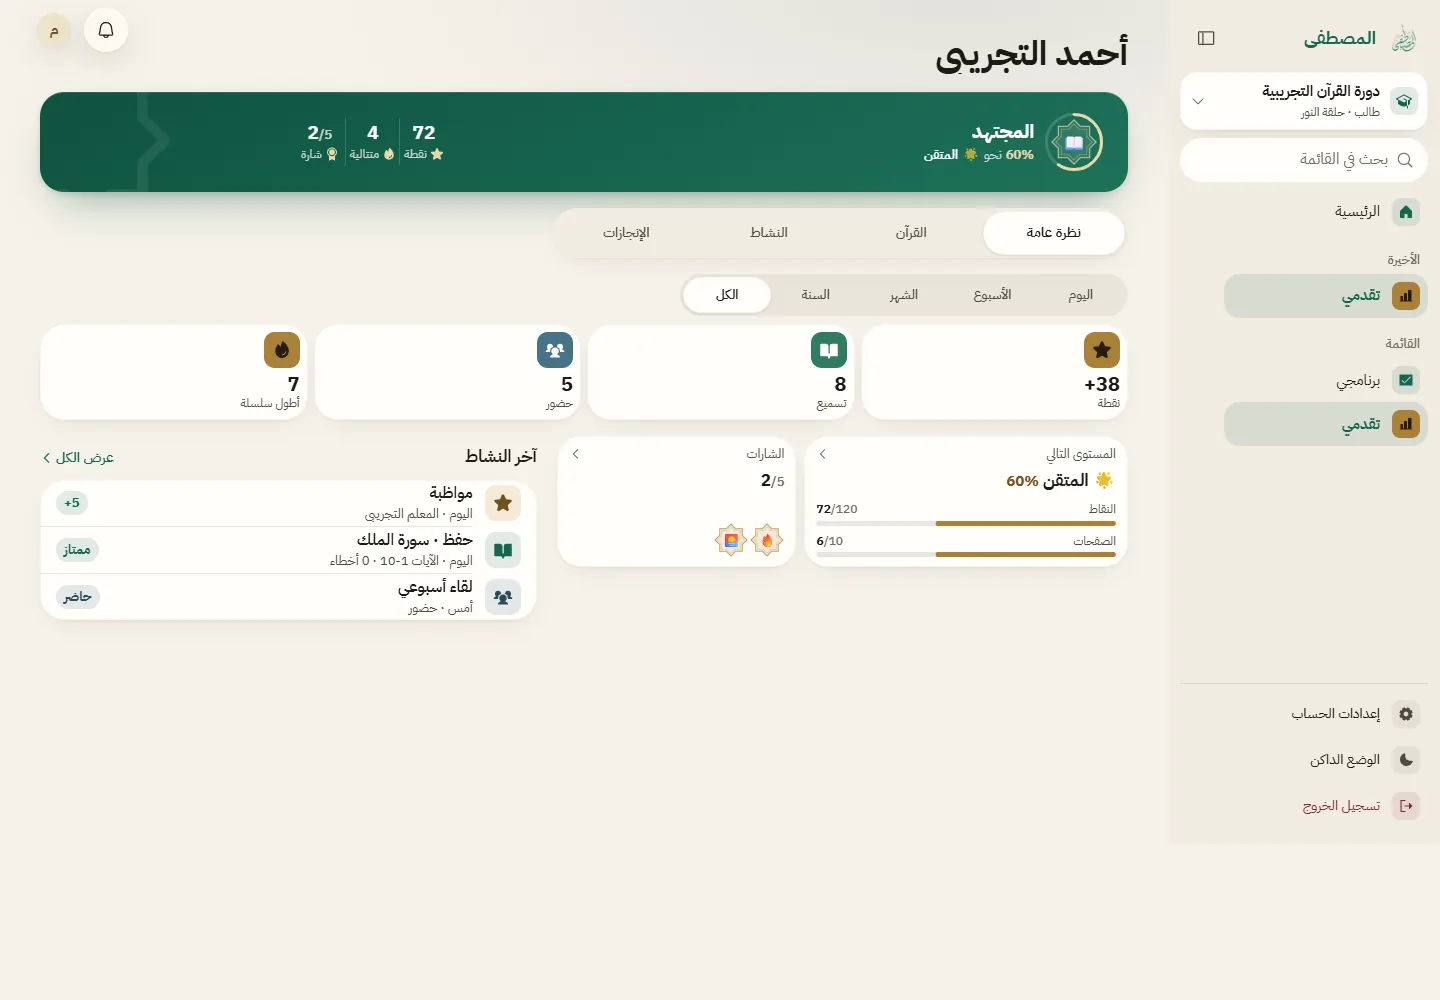 المصطفى
دورة القرآن التجريبية
طالب · حلقة النور
بحث في القائمة
الرئيسية
الأخيرة
تقدمي
القائمة
برنامجي
تقدمي
إعدادات الحساب
الوضع الداكن
تسجيل الخروج
م
أحمد التجريبي
المجتهد
60% نحو المتقن
72
نقطة
4
متتالية
2/5
شارة
نظرة عامة
القرآن
النشاط
الإنجازات
اليوم
الأسبوع
الشهر
السنة
الكل
+38
نقطة
8
تسميع
5
حضور
7
أطول سلسلة
المستوى التالي
المتقن 60%
النقاط
72/120
الصفحات
6/10
الشارات
2/5
آخر النشاط
عرض الكل
مواظبة
اليوم · المعلم التجريبي
+5
حفظ · سورة الملك
اليوم · الآيات 1-10 · 0 أخطاء
ممتاز
لقاء أسبوعي
أمس · حضور
حاضر